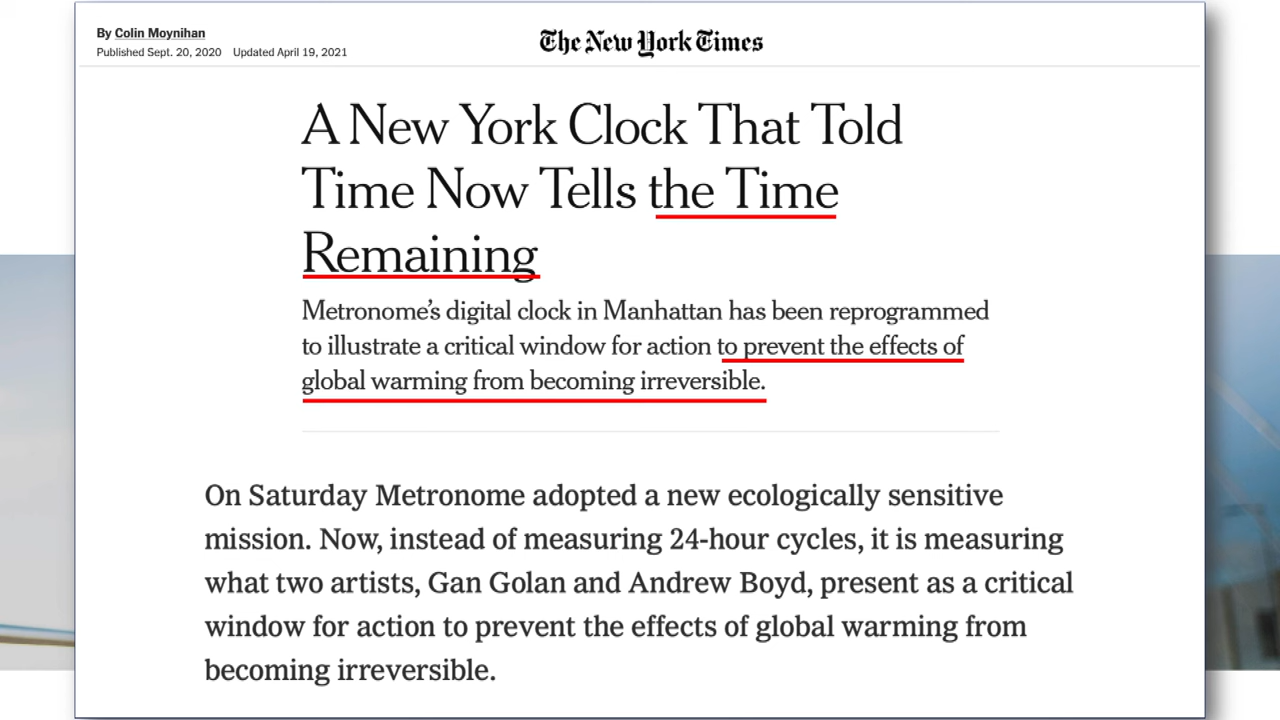 By Colin Moynihan
Published Sept. 20, 2020 Updated April 19, 2021
The New York Times
A New York Clock That Told
Time Now Tells the Time
Remaining
Metronome’s digital clock in Manhattan has been reprogrammed
to illustrate a critical window for action to prevent the effects of
global warming from becoming irreversible.
On Saturday Metronome adopted a new ecologically sensitive
mission. Now, instead of measuring 24-hour cycles, it is measuring
what two artists, Gan Golan and Andrew Boyd, present as a critical
window for action to prevent the effects of global warming from
becoming irreversible.